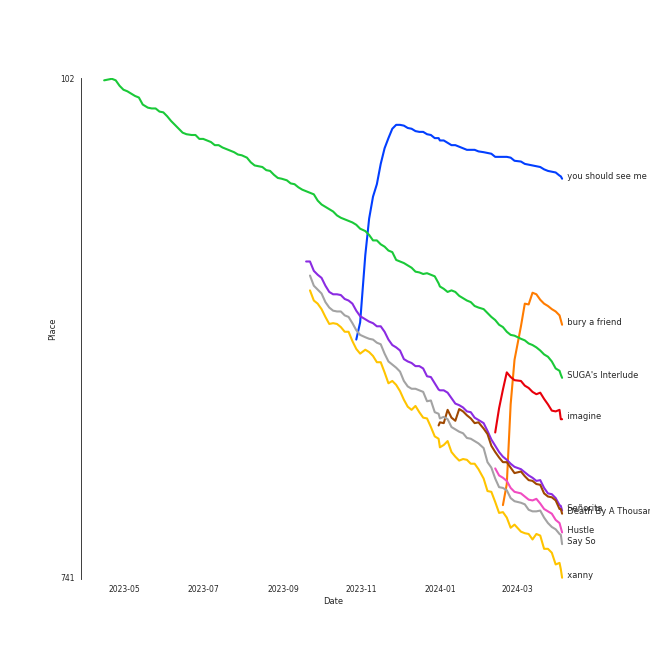 102
you should see me
bury a friend
Place
SUGA's Interlude
imagine
Señorita
Death By A Thousan
Hustle
Say So
xanny
741
2023-05
2023-07
2023-09
2023-11
2024-01
2024-03
Date